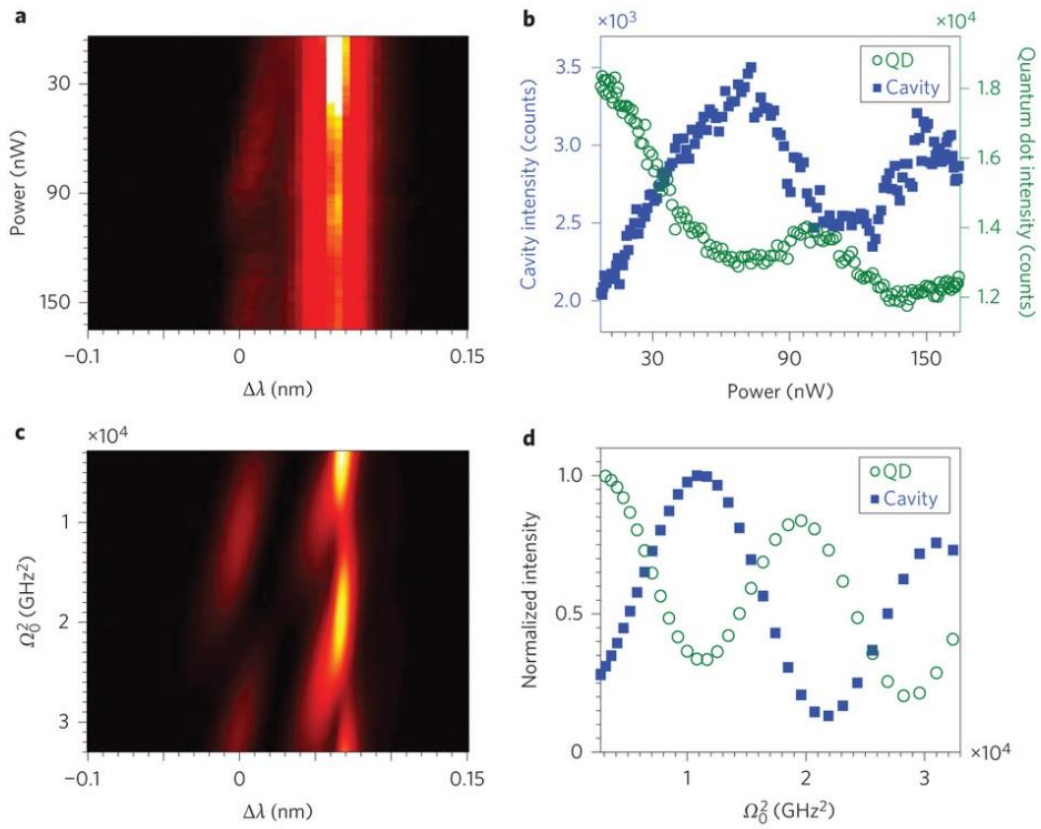 a
30
90
150
Power (nW)
−0.1
0
0.15
Δλ (nm)
b
×10³
×10⁴
3.5
3.0
2.5
2.0
Cavity intensity (counts)
QD
Cavity
1.8
1.6
1.4
1.2
Quantum dot intensity (counts)
30
90
150
Power (nW)
c
×10⁴
1
2
3
Ω₀² (GHz²)
−0.1
0
0.15
Δλ (nm)
d
1.0
0.5
0
Normalized intensity
QD
Cavity
1
2
3
×10⁴
Ω₀² (GHz²)